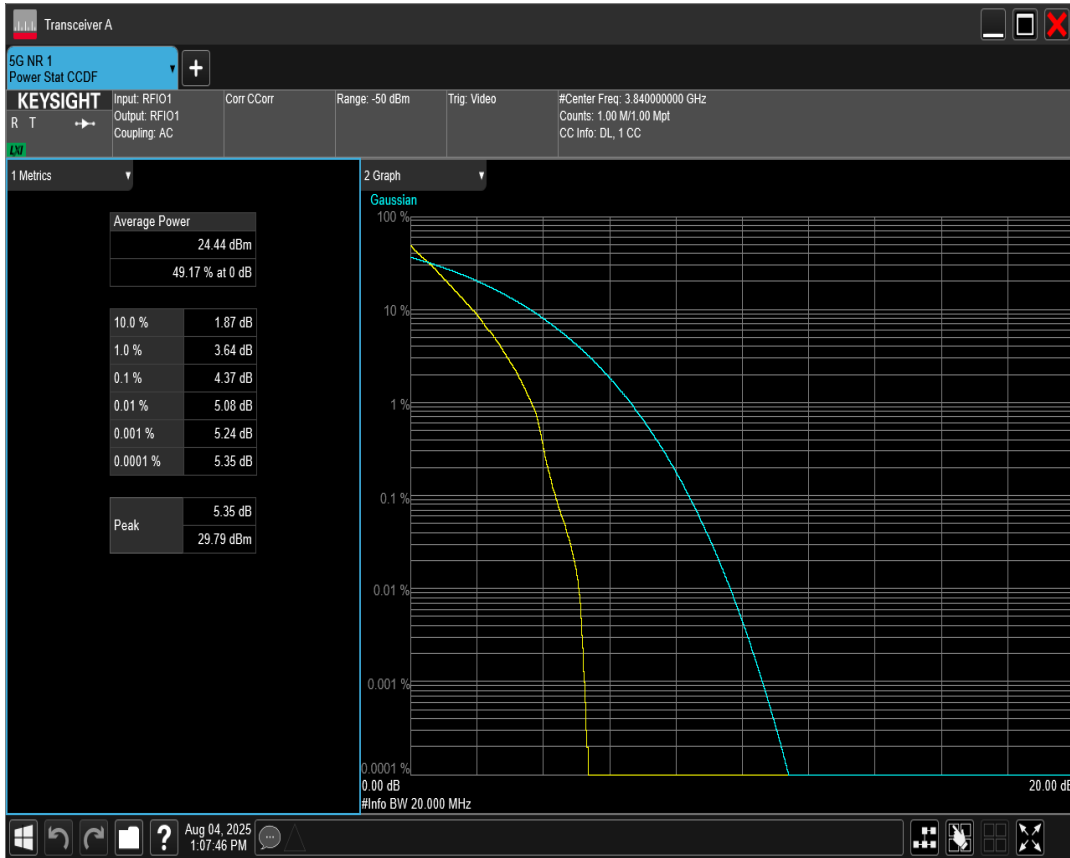 Transceiver A
5G NR 1
Power Stat CCDF
+
KEYSIGHT
R T
LXI
Input: RFIO1
Output: RFIO1
Coupling: AC
Corr CCorr
Range: -50 dBm
Trig: Video
#Center Freq: 3.840000000 GHz
Counts: 1.00 M/1.00 Mpt
CC Info: DL, 1 CC
1 Metrics
Average Power
24.44 dBm
49.17 % at 0 dB
10.0 % 1.87 dB
1.0 % 3.64 dB
0.1 % 4.37 dB
0.01 % 5.08 dB
0.001 % 5.24 dB
0.0001 % 5.35 dB
Peak
5.35 dB
29.79 dBm
2 Graph
Gaussian
100 %
10 %
1 %
0.1 %
0.01 %
0.001 %
0.0001 %
0.00 dB
20.00 dB
#Info BW 20.000 MHz
?
Aug 04, 2025
1:07:46 PM